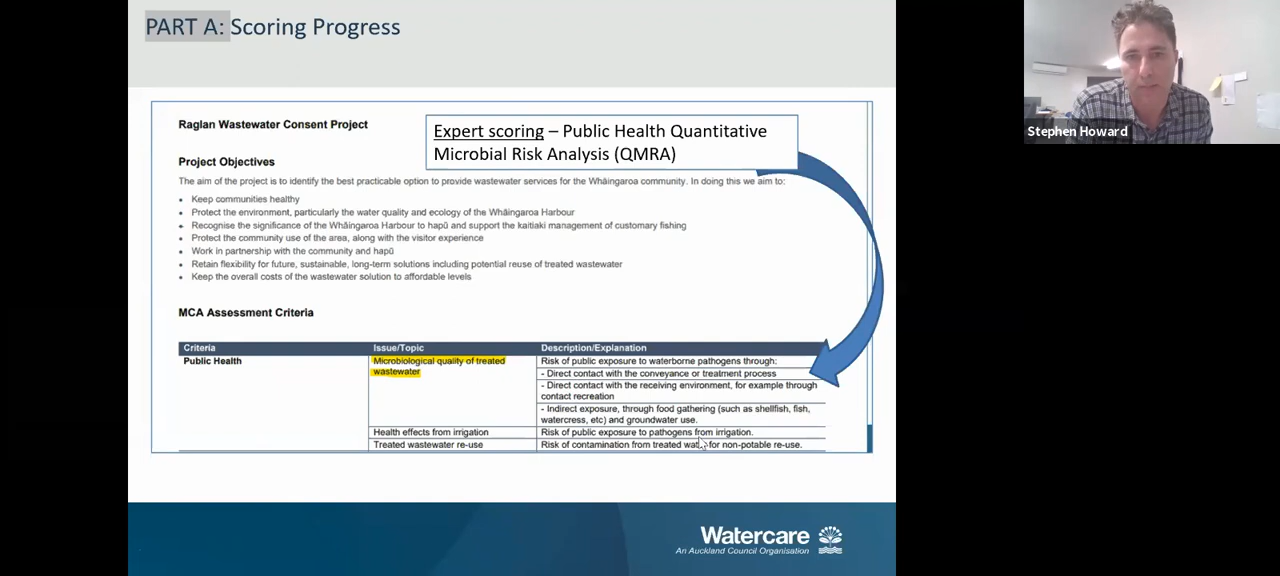 PART A: Scoring Progress
Stephen Howard
Raglan Wastewater Consent Project
Expert scoring – Public Health Quantitative
Microbial Risk Analysis (QMRA)
Project Objectives
The aim of the project is to identify the best practicable option to provide wastewater services for the Whāingaroa community. In doing this we aim to:
• Keep communities healthy
• Protect the environment, particularly the water quality and ecology of the Whāingaroa Harbour
• Recognise the significance of the Whāingaroa Harbour to hapū and support the kaitiaki management of customary fishing
• Protect the community use of the area, along with the visitor experience
• Work in partnership with the community and hapū
• Retain flexibility for future, sustainable, long-term solutions including potential reuse of treated wastewater
• Keep the overall costs of the wastewater solution to affordable levels
MCA Assessment Criteria
Criteria Issue/Topic Description/Explanation
Public Health Microbiological quality of treated Risk of public exposure to waterborne pathogens through:
wastewater - Direct contact with the conveyance or treatment process
- Direct contact with the receiving environment, for example through
contact recreation
- Indirect exposure, through food gathering (such as shellfish, fish,
watercress, etc) and groundwater use.
Health effects from irrigation Risk of public exposure to pathogens from irrigation.
Treated wastewater re-use Risk of contamination from treated for non-potable re-use.
Watercare
An Auckland Council Organisation